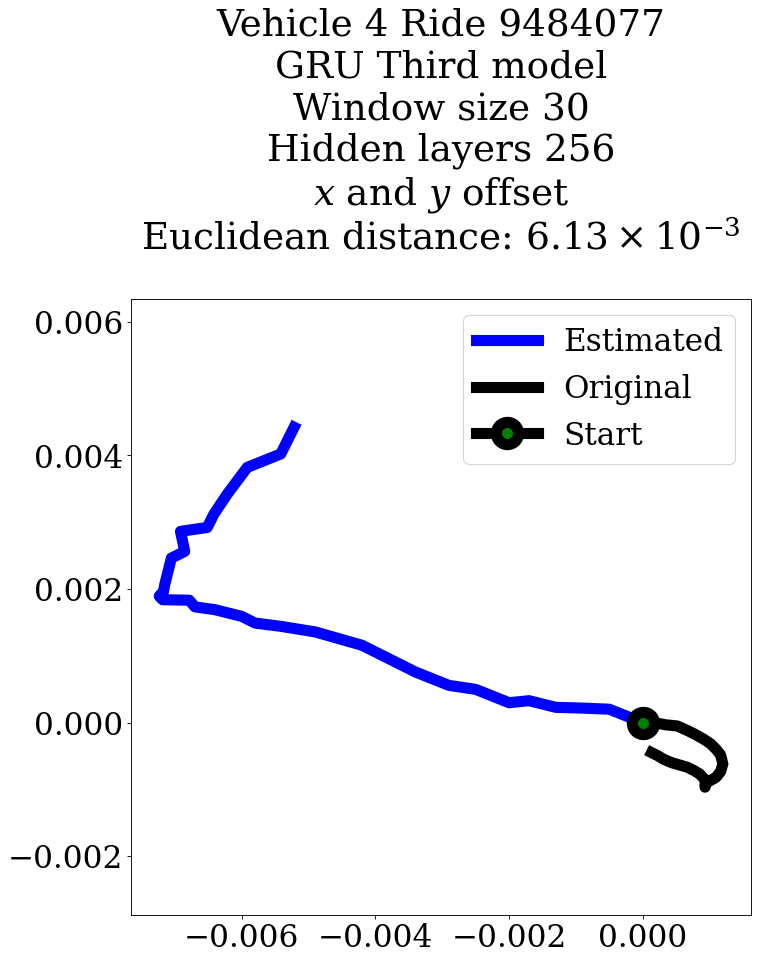 Vehicle 4 Ride 9484077
GRU Third model
Window size 30
Hidden layers 256
x and y offset
Euclidean distance: 6.13 × 10⁻³
Estimated
Original
Start
0.006
0.004
0.002
0.000
−0.002
−0.006 −0.004 −0.002 0.000